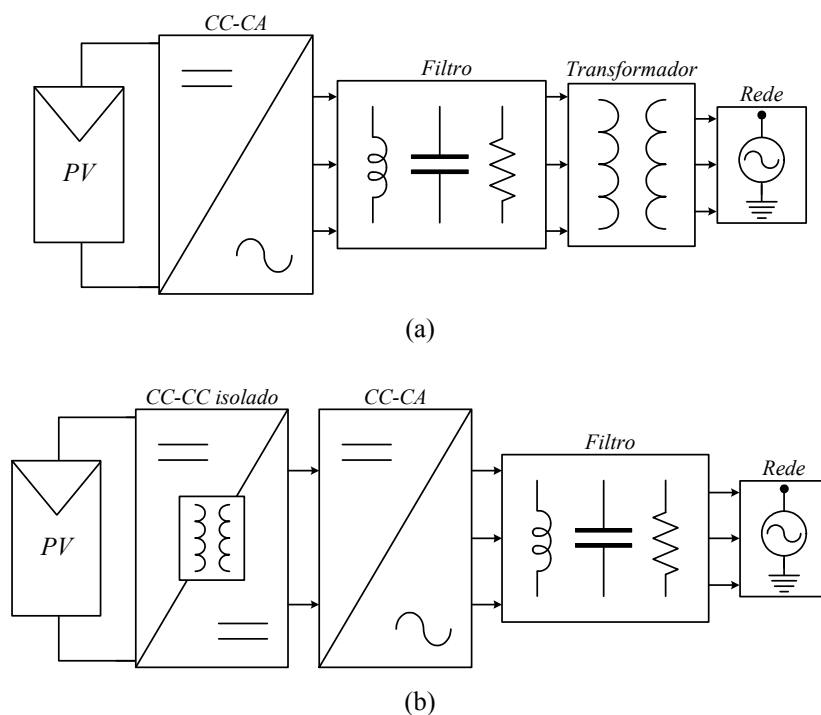 CC-CA
Filtro
Transformador
Rede
PV
(a)
CC-CC isolado
CC-CA
Filtro
Rede
PV
(b)